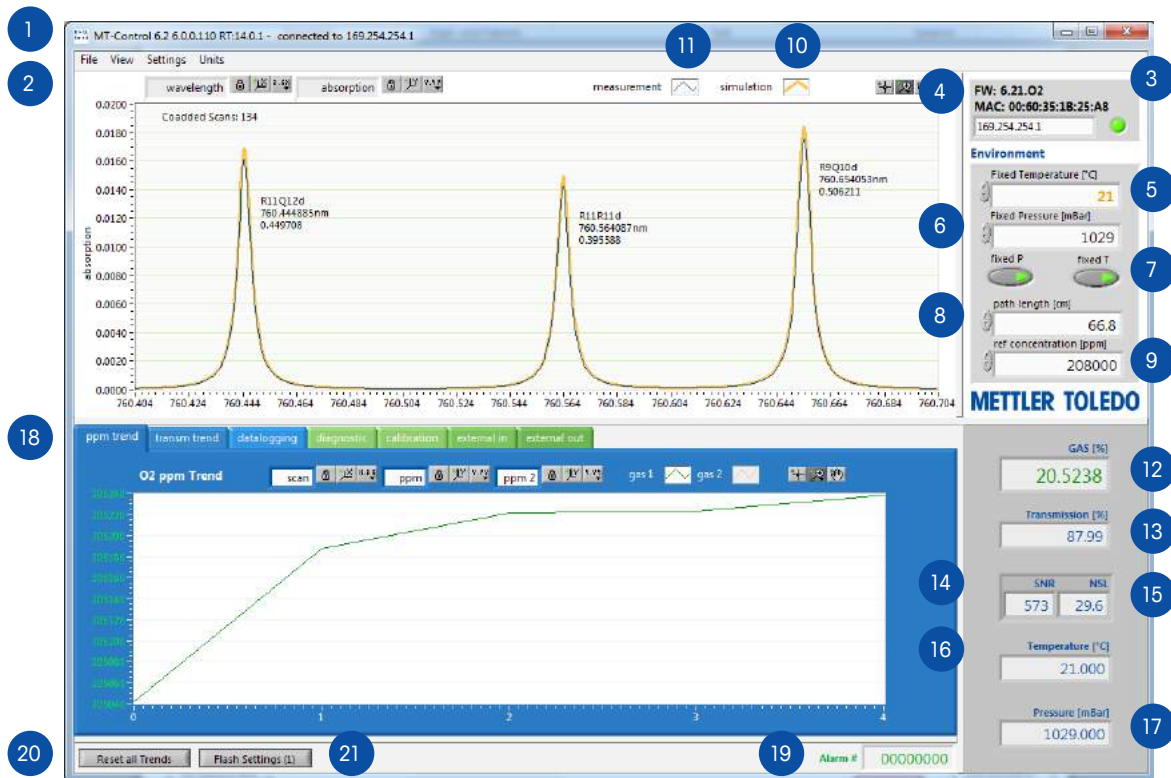 1
MT-Control 6.2 6.0.0.110 RT:14.0.1 - connected to 169.254.254.1
File View Settings Units
11
10
2
wavelength
absorption
measurement
simulation
4
3
FW: 6.21.O2
MAC: 00:60:35:1B:25:A8
169.254.254.1
Environment
Fixed Temperature [°C]
21
5
6
Fixed Pressure [mBar]
1029
fixed P
fixed T
7
8
path length [cm]
66.8
ref concentration [ppm]
208000
9
METTLER TOLEDO
Coadded Scans: 134
absorption
0.0200
0.0180
0.0160
0.0140
0.0120
0.0100
0.0080
0.0060
0.0040
0.0020
0.0000
R11Q12d
760.444885nm
0.449708
R11R11d
760.564087nm
0.395588
R9Q10d
760.654053nm
0.506211
760.404 760.424 760.444 760.464 760.484 760.504 760.524 760.544 760.564 760.584 760.604 760.624 760.644 760.664 760.684 760.704
18
ppm trend
transm trend
datalogging
diagnostic
calibration
external in
external out
O2 ppm Trend
scan
ppm
ppm 2
gas 1
gas 2
0 1 2 3 4
GAS [%]
20.5238
12
Transmission [%]
87.99
13
14
SNR
NSL
573
29.6
15
16
Temperature [°C]
21.000
Pressure [mBar]
1029.000
17
20
Reset all Trends
Flash Settings (1)
21
19
Alarm #
00000000